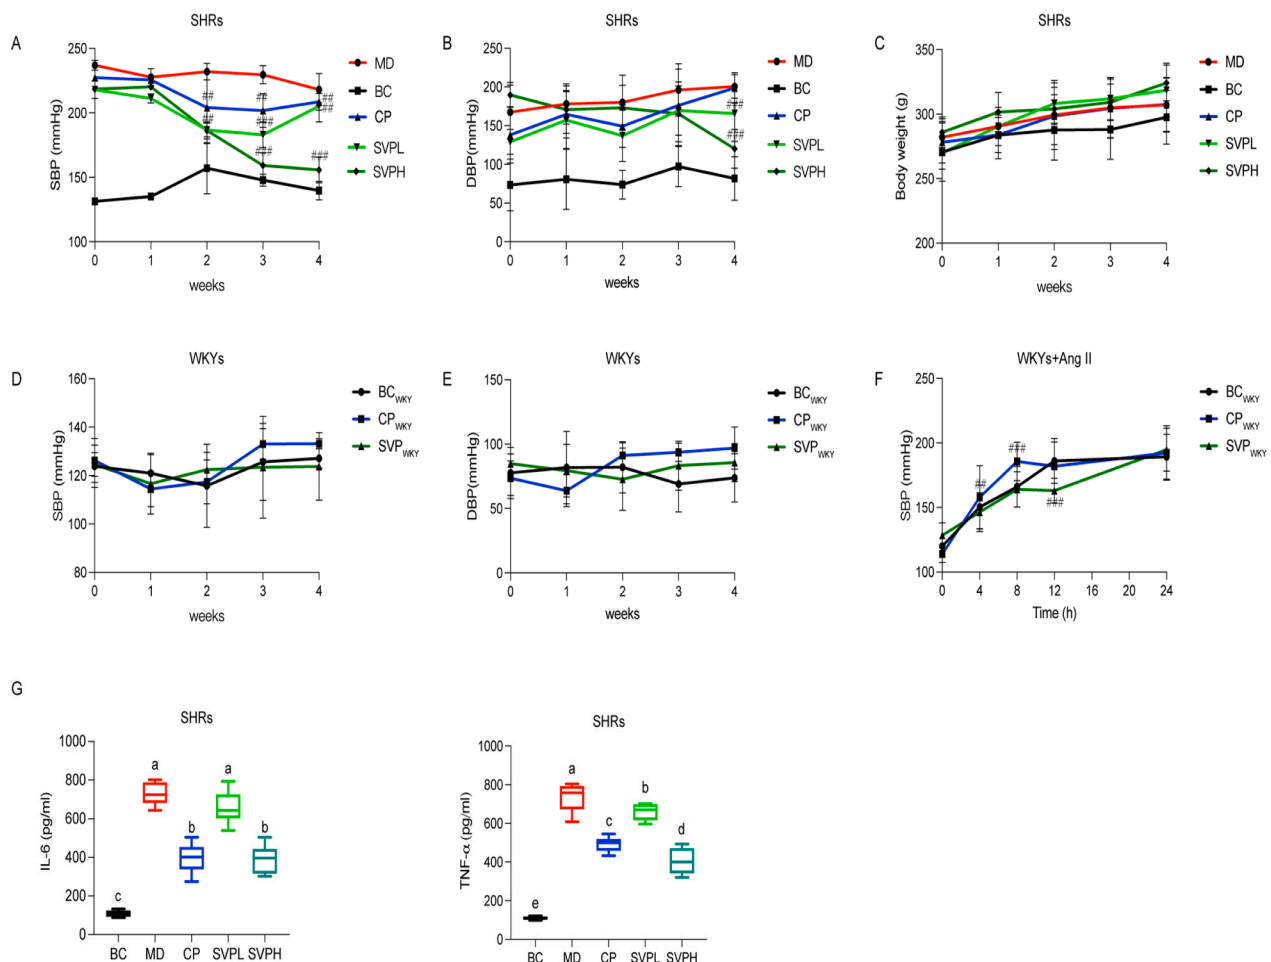 SHRs
A
250
200
150
100
SBP (mmHg)
## ## ## ##
## ### ##
### ###
0 1 2 3 4
weeks
MD
BC
CP
SVPL
SVPH
SHRs
B
250
200
150
100
50
0
DBP (mmHg)
###
###
0 1 2 3 4
weeks
MD
BC
CP
SVPL
SVPH
SHRs
C
350
300
250
200
Body weight (g)
0 1 2 3 4
weeks
MD
BC
CP
SVPL
SVPH
WKYs
D
160
140
120
100
80
SBP (mmHg)
0 1 2 3 4
weeks
BCWKY
CPWKY
SVPWKY
WKYs
E
150
100
50
0
DBP (mmHg)
0 1 2 3 4
weeks
BCWKY
CPWKY
SVPWKY
WKYs+Ang II
F
250
200
150
100
SBP (mmHg)
###
##
###
0 4 8 12 16 20 24
Time (h)
BCWKY
CPWKY
SVPWKY
G
SHRs
1000
800
600
400
200
0
IL-6 (pg/ml)
c a b a b
BC MD CP SVPL SVPH
SHRs
1000
800
600
400
200
0
TNF-α (pg/ml)
e a c b d
BC MD CP SVPL SVPH